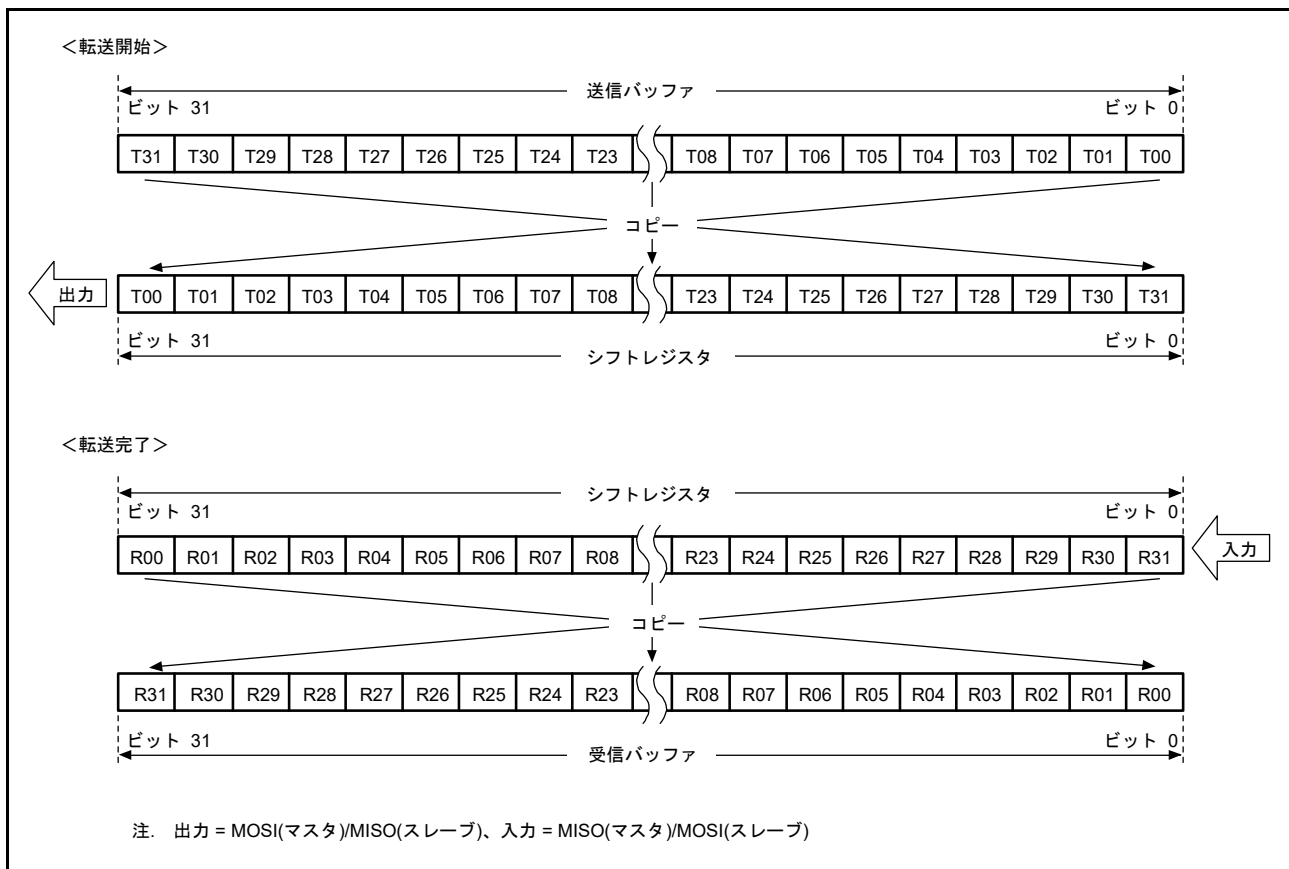 ＜転送開始＞
送信バッファ
ビット 31 ビット 0
T31 T30 T29 T28 T27 T26 T25 T24 T23 T08 T07 T06 T05 T04 T03 T02 T01 T00
コピー
出力 T00 T01 T02 T03 T04 T05 T06 T07 T08 T23 T24 T25 T26 T27 T28 T29 T30 T31
ビット 31 ビット 0
シフトレジスタ
＜転送完了＞
シフトレジスタ
ビット 31 ビット 0
R00 R01 R02 R03 R04 R05 R06 R07 R08 R23 R24 R25 R26 R27 R28 R29 R30 R31 入力
コピー
R31 R30 R29 R28 R27 R26 R25 R24 R23 R08 R07 R06 R05 R04 R03 R02 R01 R00
ビット 31 ビット 0
受信バッファ
注. 出力 = MOSI(マスタ)/MISO(スレーブ)、入力 = MISO(マスタ)/MOSI(スレーブ)